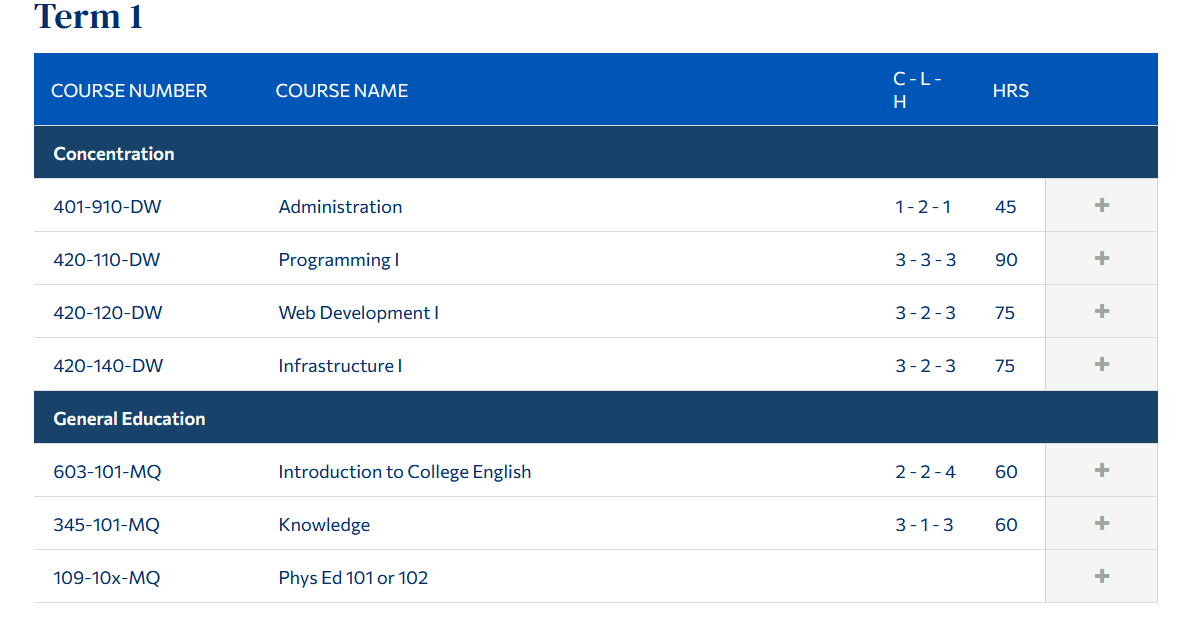 Term 1
COURSE NUMBER COURSE NAME C - L - H HRS
Concentration
401-910-DW Administration 1 - 2 - 1 45 +
420-110-DW Programming I 3 - 3 - 3 90 +
420-120-DW Web Development I 3 - 2 - 3 75 +
420-140-DW Infrastructure I 3 - 2 - 3 75 +
General Education
603-101-MQ Introduction to College English 2 - 2 - 4 60 +
345-101-MQ Knowledge 3 - 1 - 3 60 +
109-10x-MQ Phys Ed 101 or 102 +